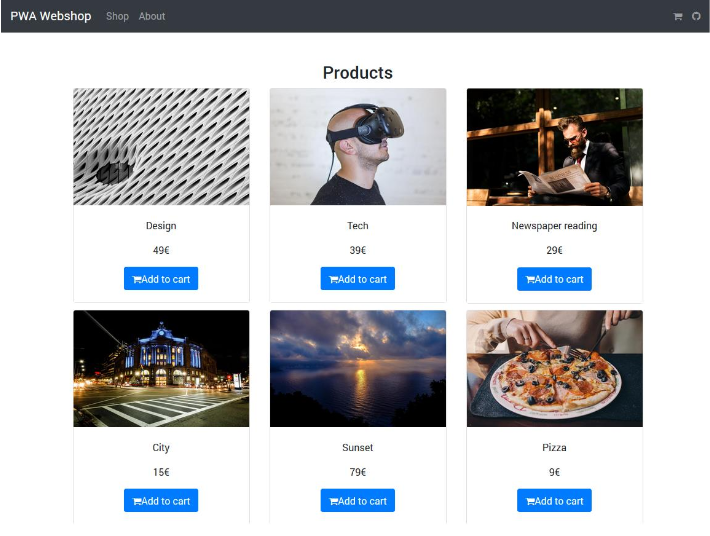 PWA Webshop Shop About
Products
Design
49€
Add to cart
Tech
39€
Add to cart
Newspaper reading
29€
Add to cart
City
15€
Add to cart
Sunset
79€
Add to cart
Pizza
9€
Add to cart